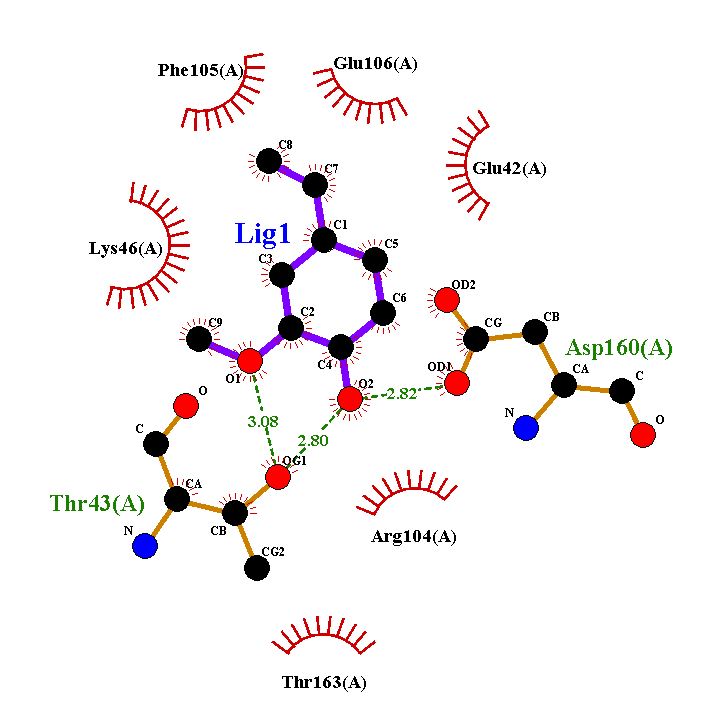 Glu106(A)
Phe105(A)
C8
C7
Glu42(A)
C1
Lig1
C5
Lys46(A)
C3
OD2
C6
C2
CB
C9
CG
Asp160(A)
C4
OD1
CA
C
O1
O2
2.82
O
N
O
3.08
C
2.80
OG1
CA
Thr43(A)
N
CB
Arg104(A)
CG2
Thr163(A)